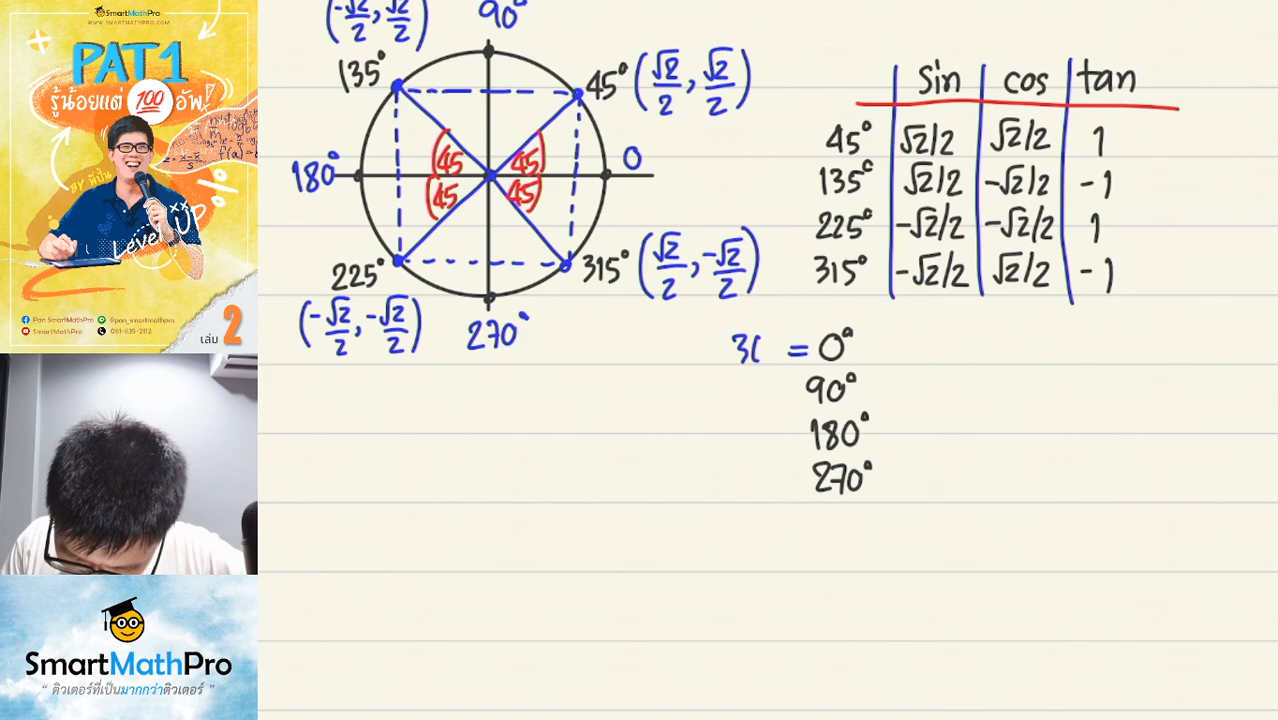 SmartMathPro
WWW.SMARTMATHPRO.COM
PAT1
รู้น้อยแต่ 100 อัพ!
BY พี่ปั้น
Level UP
%
Pan SmartMathPro
@pan_smartmathpro
SmartMathPro
เล่ม 2
SmartMathPro
“ ติวเตอร์ที่เป็นมากกว่าติวเตอร์ ”
(-√2/2, √2/2)
90°
135°
45° (√2/2, √2/2)
180°
0
45 45
45 45
225°
315° (√2/2, -√2/2)
(-√2/2, -√2/2)
270°
sin cos tan
45° √2/2 √2/2 1
135° √2/2 -√2/2 -1
225° -√2/2 -√2/2 1
315° -√2/2 √2/2 -1
= 0°
90°
180°
270°